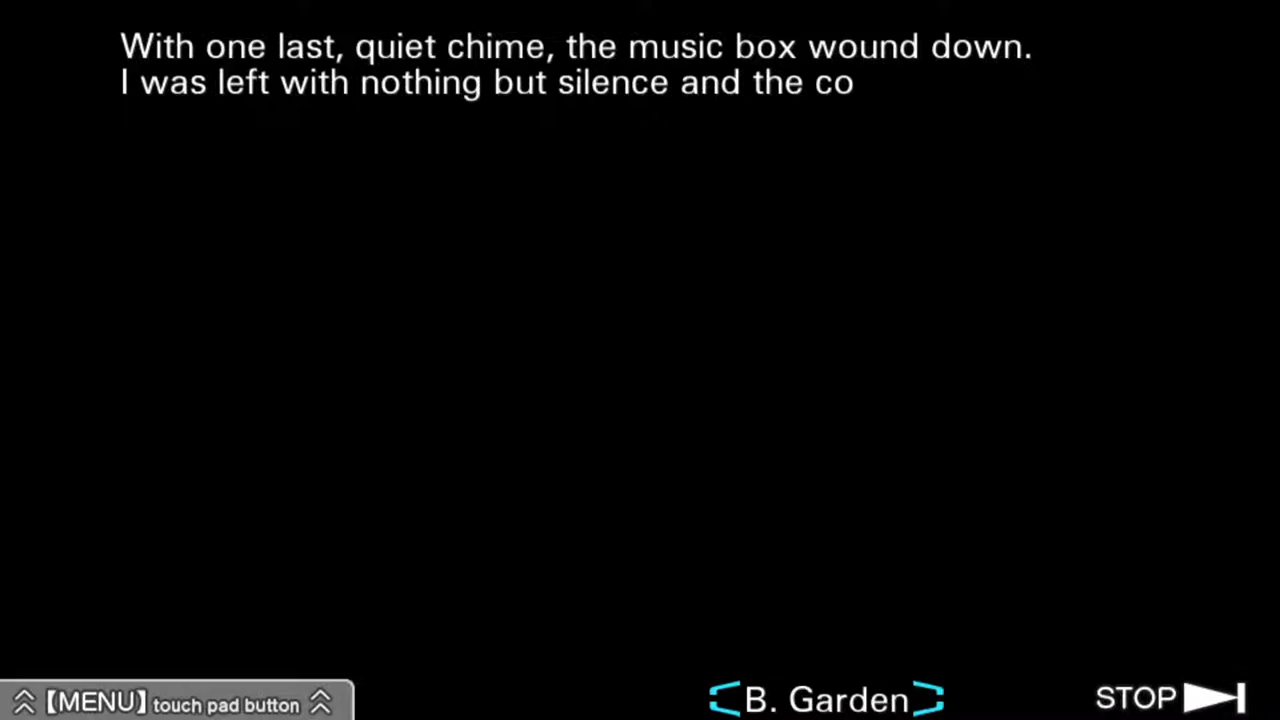 With one last, quiet chime, the music box wound down.
I was left with nothing but silence and the co
【MENU】 touch pad button
B. Garden
STOP